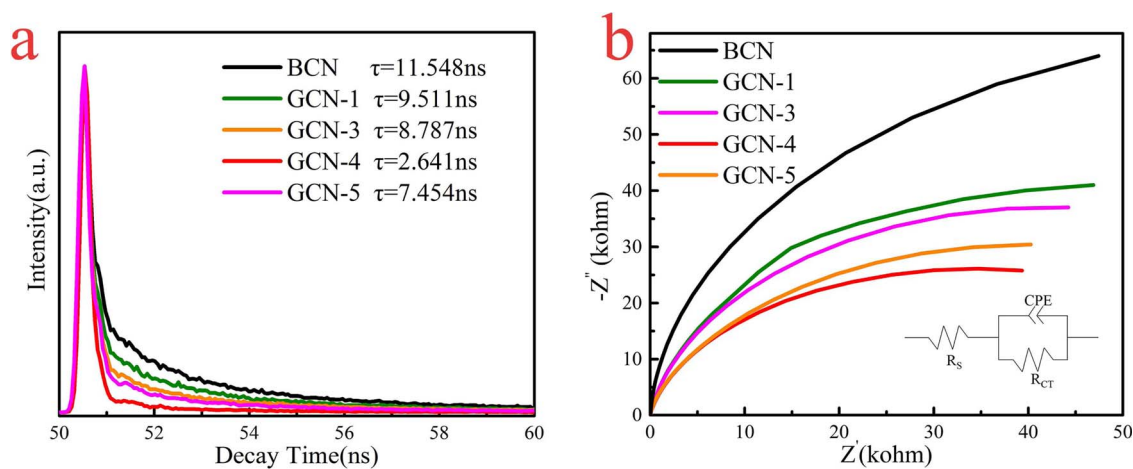 a
BCN τ=11.548ns
GCN-1 τ=9.511ns
GCN-3 τ=8.787ns
GCN-4 τ=2.641ns
GCN-5 τ=7.454ns
Intensity(a.u.)
50 52 54 56 58 60
Decay Time(ns)
b
BCN
GCN-1
GCN-3
GCN-4
GCN-5
-Z" (kohm)
60
50
40
30
20
10
0
CPE
R_S
R_CT
0 10 20 30 40 50
Z'(kohm)